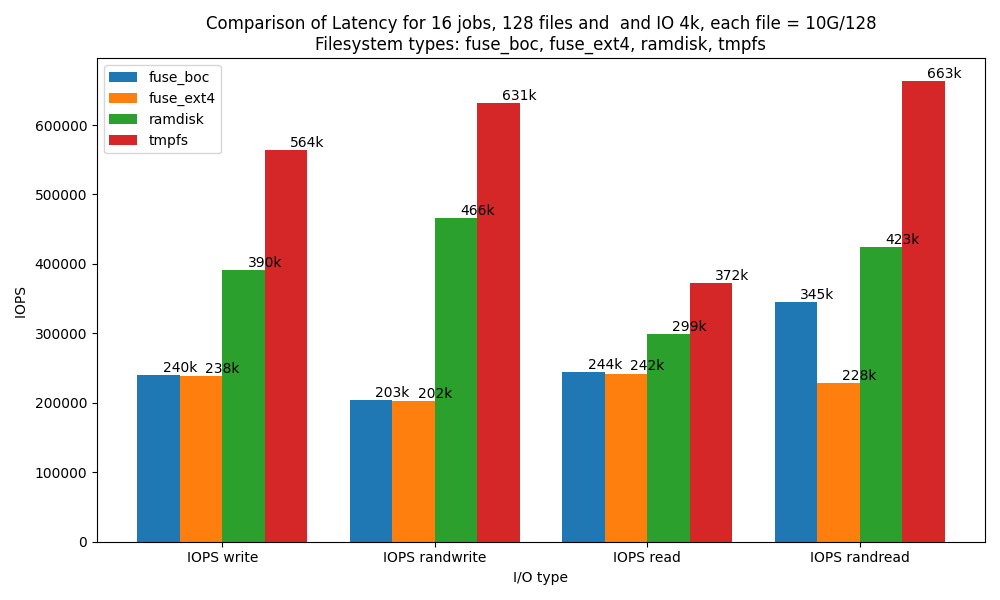 Comparison of Latency for 16 jobs, 128 files and  and IO 4k, each file = 10G/128
Filesystem types: fuse_boc, fuse_ext4, ramdisk, tmpfs
fuse_boc
fuse_ext4
ramdisk
tmpfs
IOPS
600000
500000
400000
300000
200000
100000
0
240k
238k
390k
564k
203k
202k
466k
631k
244k
242k
299k
372k
345k
228k
423k
663k
IOPS write
IOPS randwrite
IOPS read
IOPS randread
I/O type